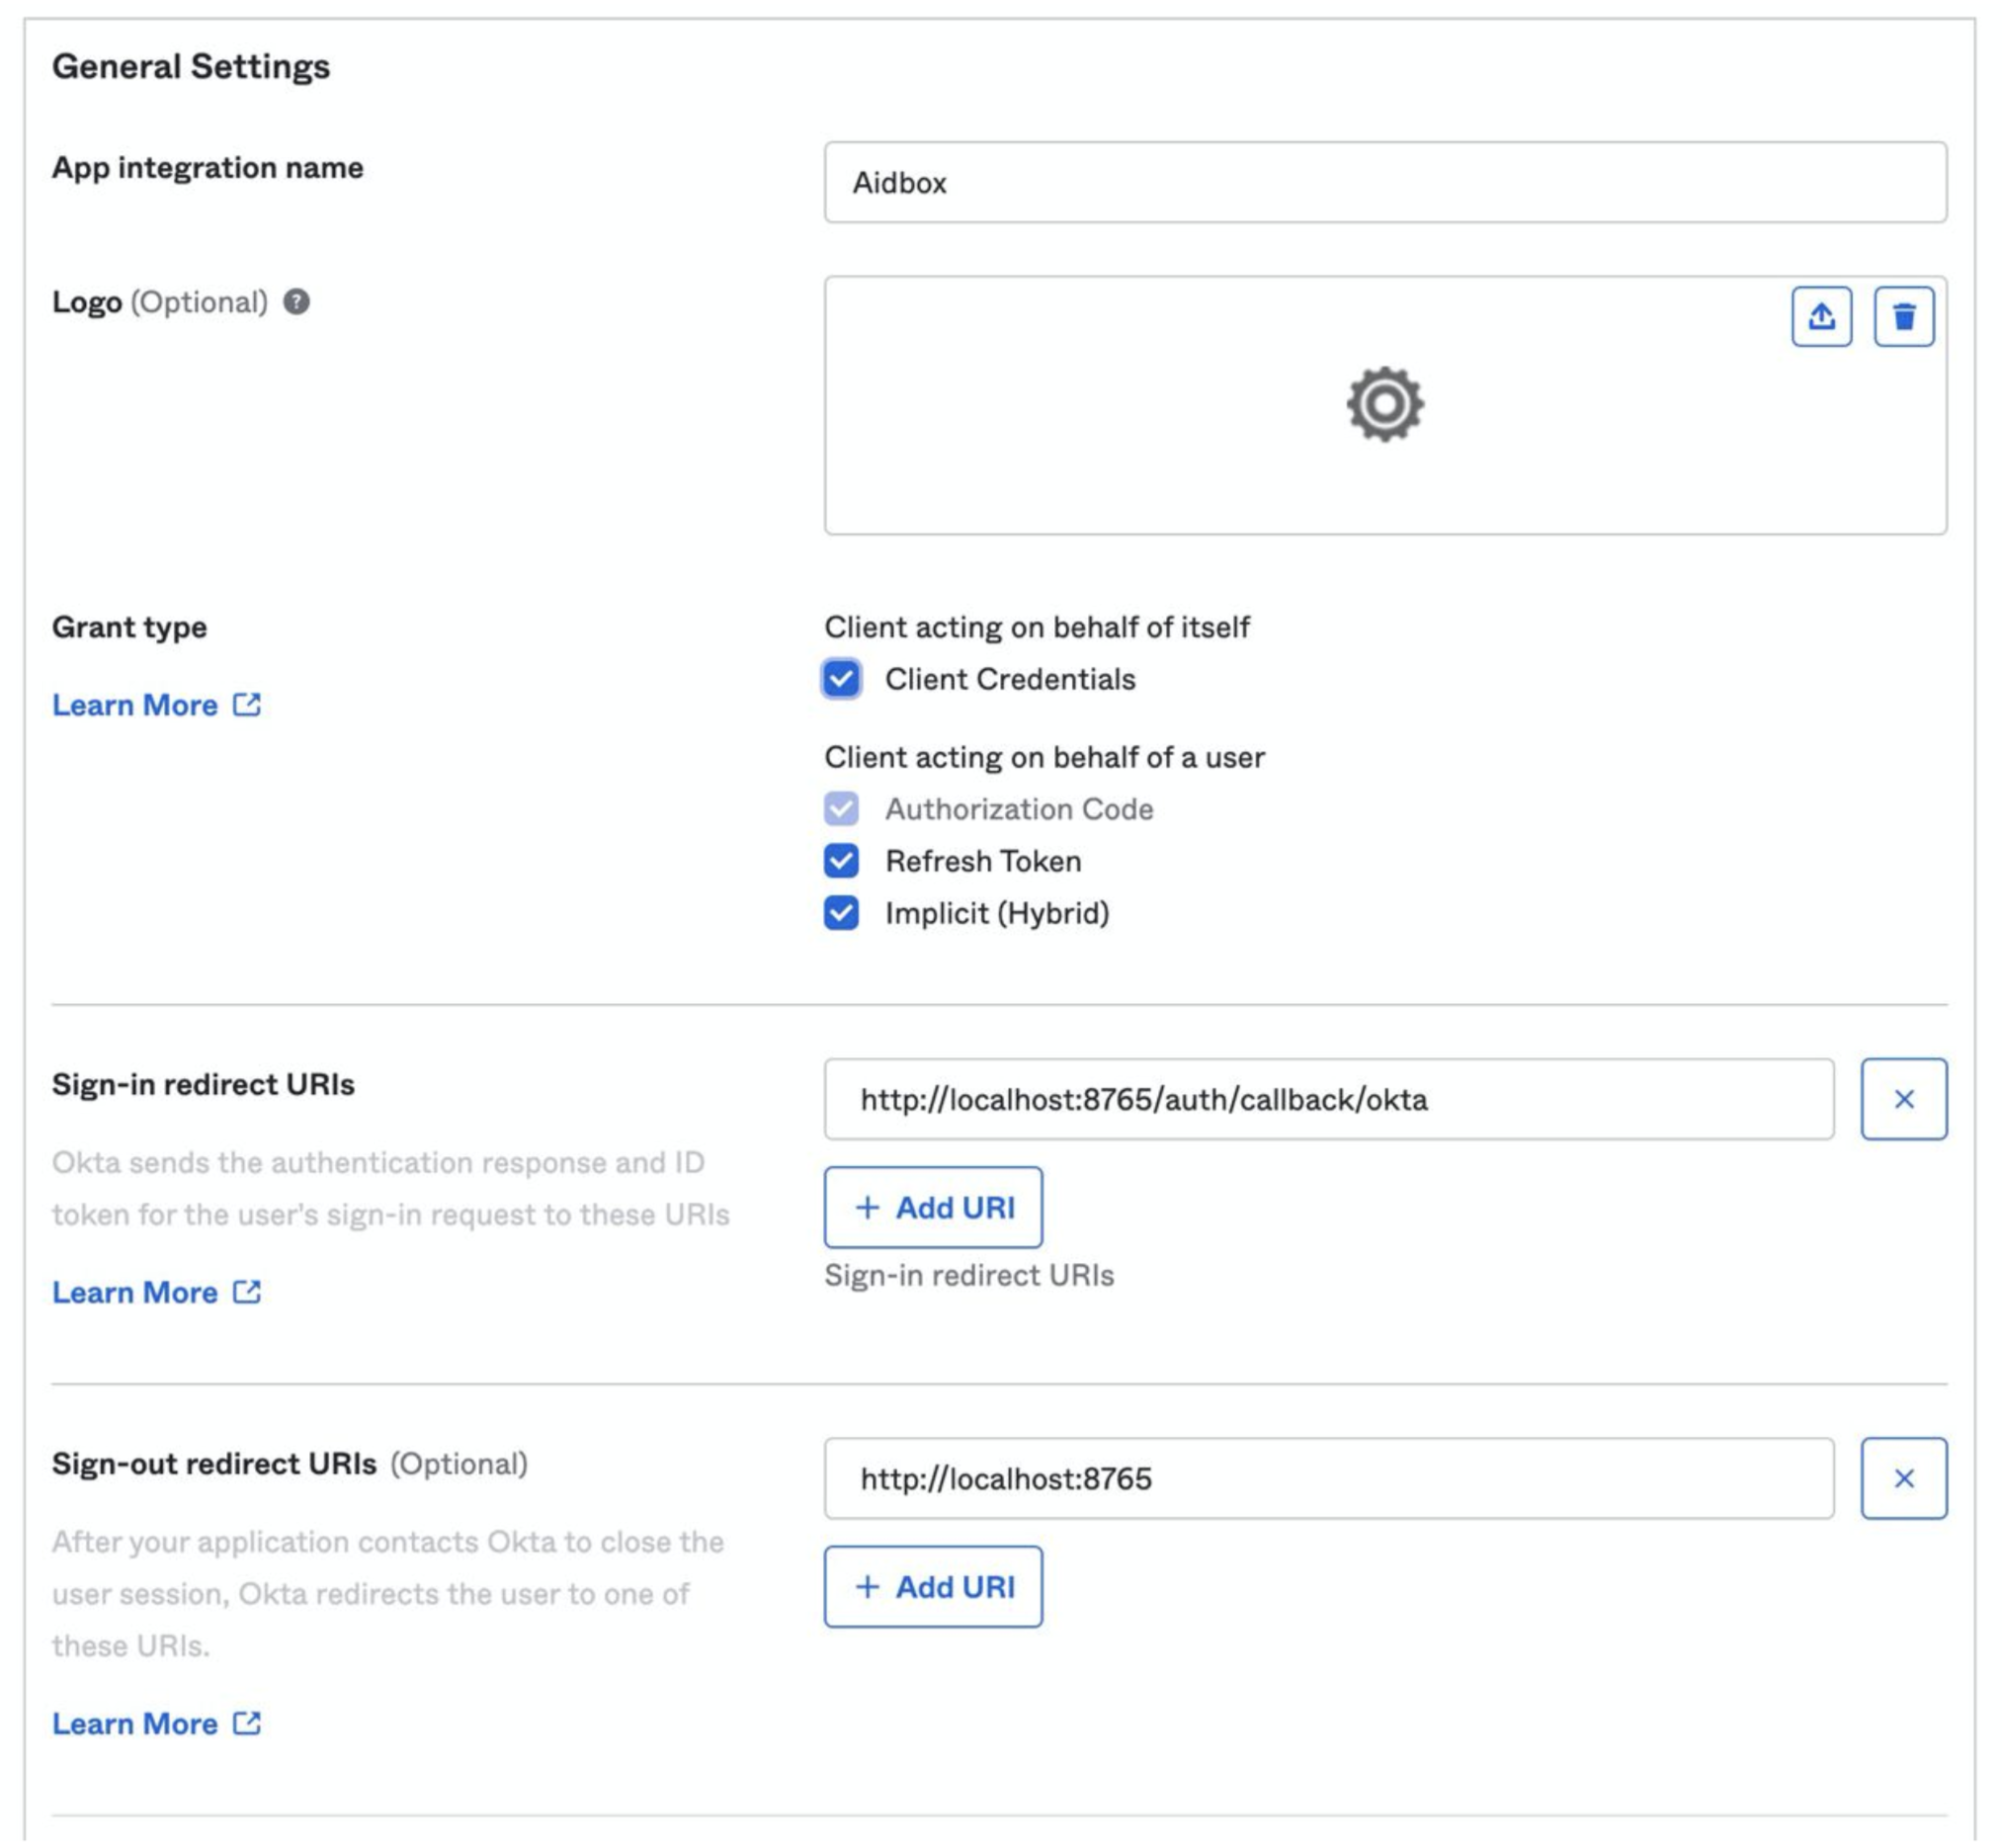 General Settings
App integration name
Aidbox
Logo (Optional) ?
Grant type
Learn More
Client acting on behalf of itself
Client Credentials
Client acting on behalf of a user
Authorization Code
Refresh Token
Implicit (Hybrid)
Sign-in redirect URIs
Okta sends the authentication response and ID
token for the user's sign-in request to these URIs
Learn More
http://localhost:8765/auth/callback/okta
+ Add URI
Sign-in redirect URIs
Sign-out redirect URIs (Optional)
After your application contacts Okta to close the
user session, Okta redirects the user to one of
these URIs.
Learn More
http://localhost:8765
+ Add URI